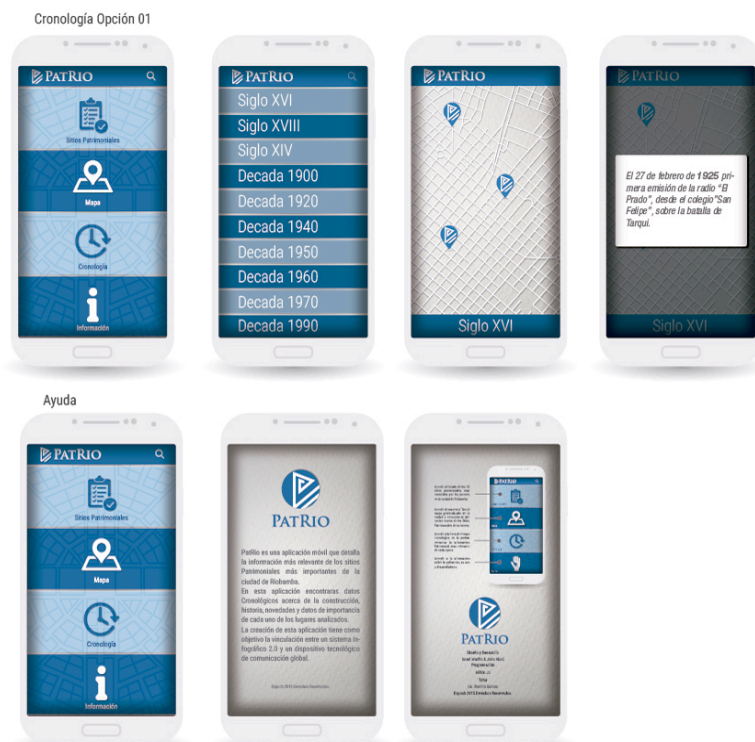 Cronología Opción 01
PATRIO
Sitios Patrimoniales
Mapa
Cronología
Información
PATRIO
Siglo XVI
Siglo XVIII
Siglo XIV
Decada 1900
Decada 1920
Decada 1940
Decada 1950
Decada 1960
Decada 1970
Decada 1990
PATRIO
Siglo XVI
PATRIO
El 27 de febrero de 1925 pri-
mera emisión de la radio "El
Prado", desde el colegio"San
Felipe", sobre la batalla de
Tarqui.
Siglo XVI
Ayuda
PATRIO
Sitios Patrimoniales
Mapa
Cronología
Información
PATRIO
PatRio es una aplicación móvil que detalla
la información más relevante de los sitios
Patrimoniales más importantes de la
ciudad de Riobamba.
En esta aplicación encontraras datos
Cronológicos acerca de la construcción,
historia, novedades y datos de importancia
de cada uno de los lugares analizados.
La creación de esta aplicación tiene como
objetivo la vinculación entre un sistema in-
fográfico 2.0 y un dispositivo tecnológico
de comunicación global.
PATRIO
PATRIO